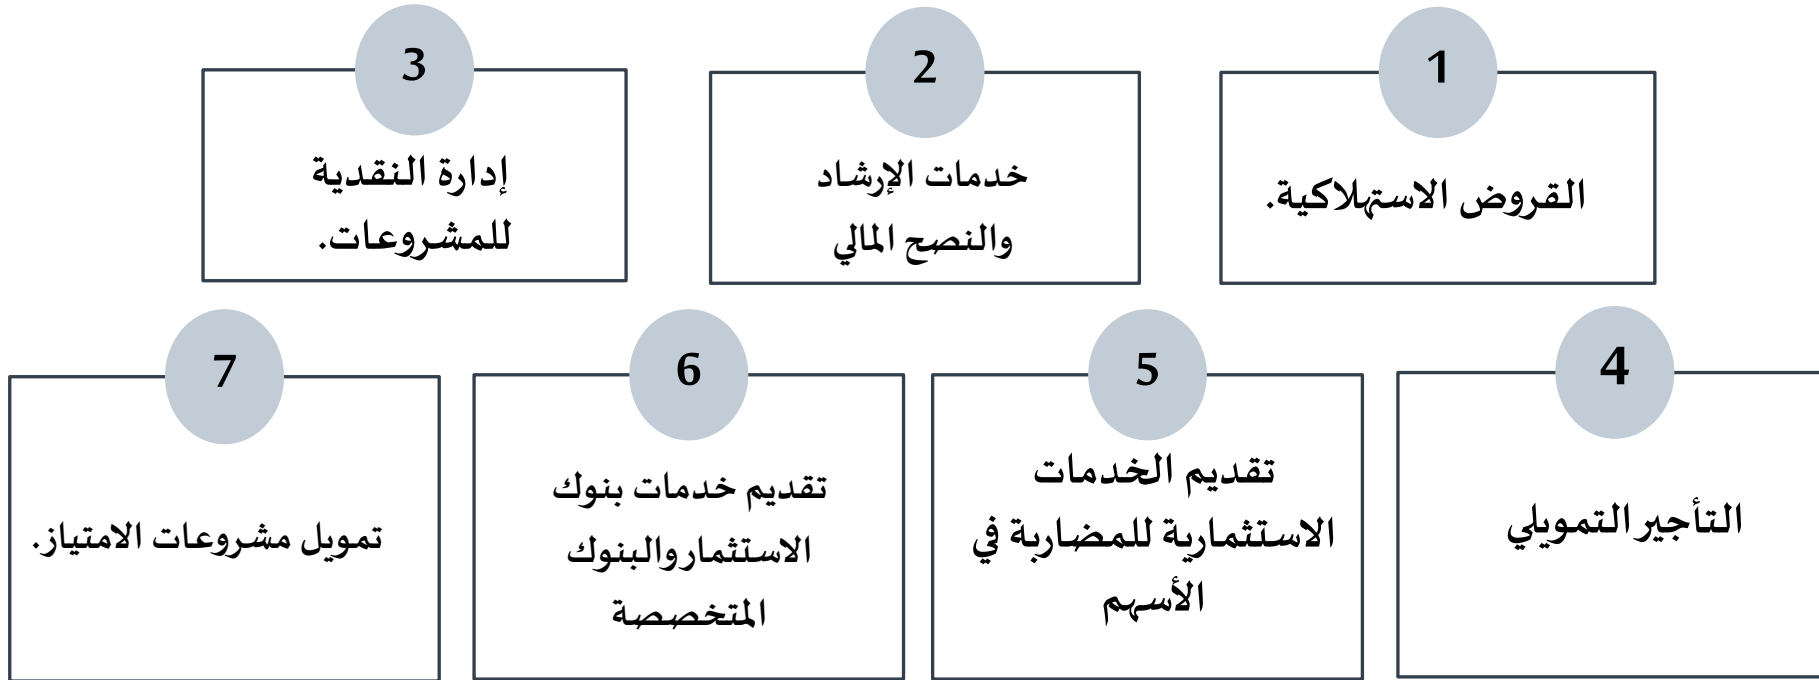 1
القروض الاستهلاكية.
2
خدمات الإرشاد
والنصح المالي
3
إدارة النقدية
للمشروعات.
4
التأجير التمويلي
5
تقديم الخدمات
الاستثمارية للمضاربة في
الأسهم
6
تقديم خدمات بنوك
الاستثمار والبنوك
المتخصصة
7
تمويل مشروعات الامتياز.